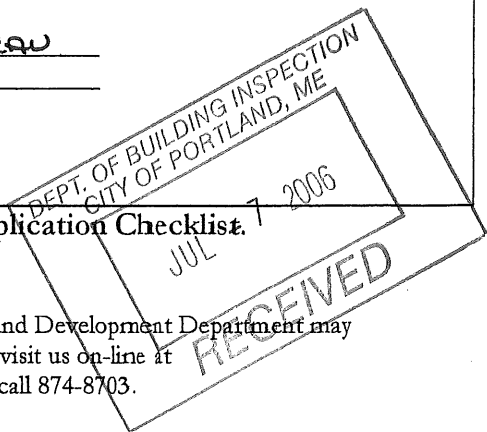 DEPT. OF BUILDING INSPECTION
CITY OF PORTLAND, ME
JUL 7 2006
RECEIVED
plication Checklist.
nd Development Department may
visit us on-line at
call 874-8703.